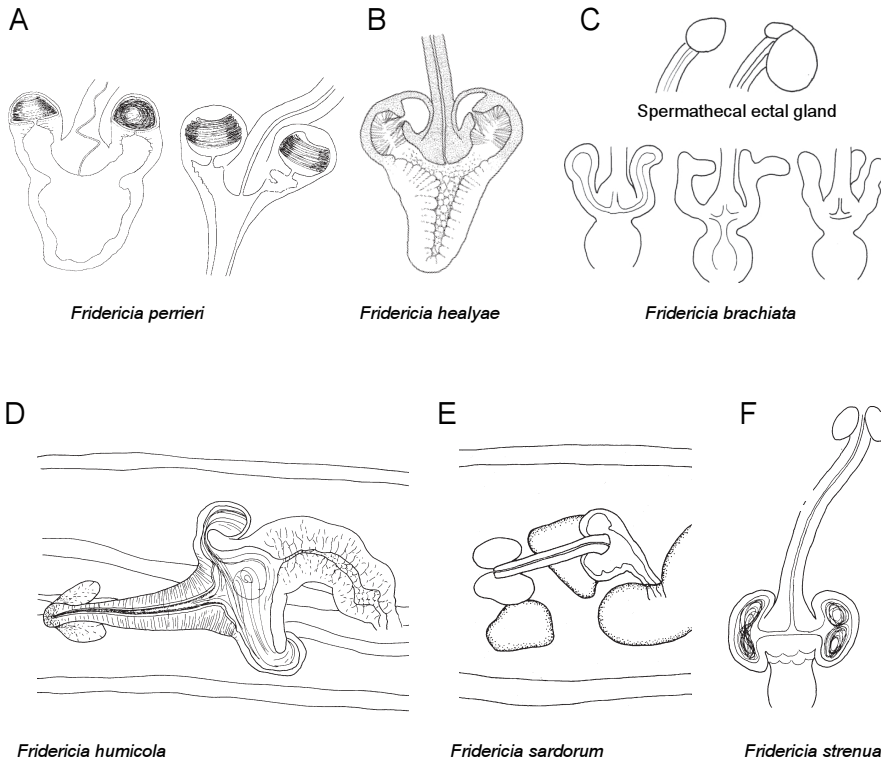 A
B
C
Spermathecal ectal gland
Fridericia perrieri
Fridericia healyae
Fridericia brachiata
D
E
F
Fridericia humicola
Fridericia sardorum
Fridericia strenua